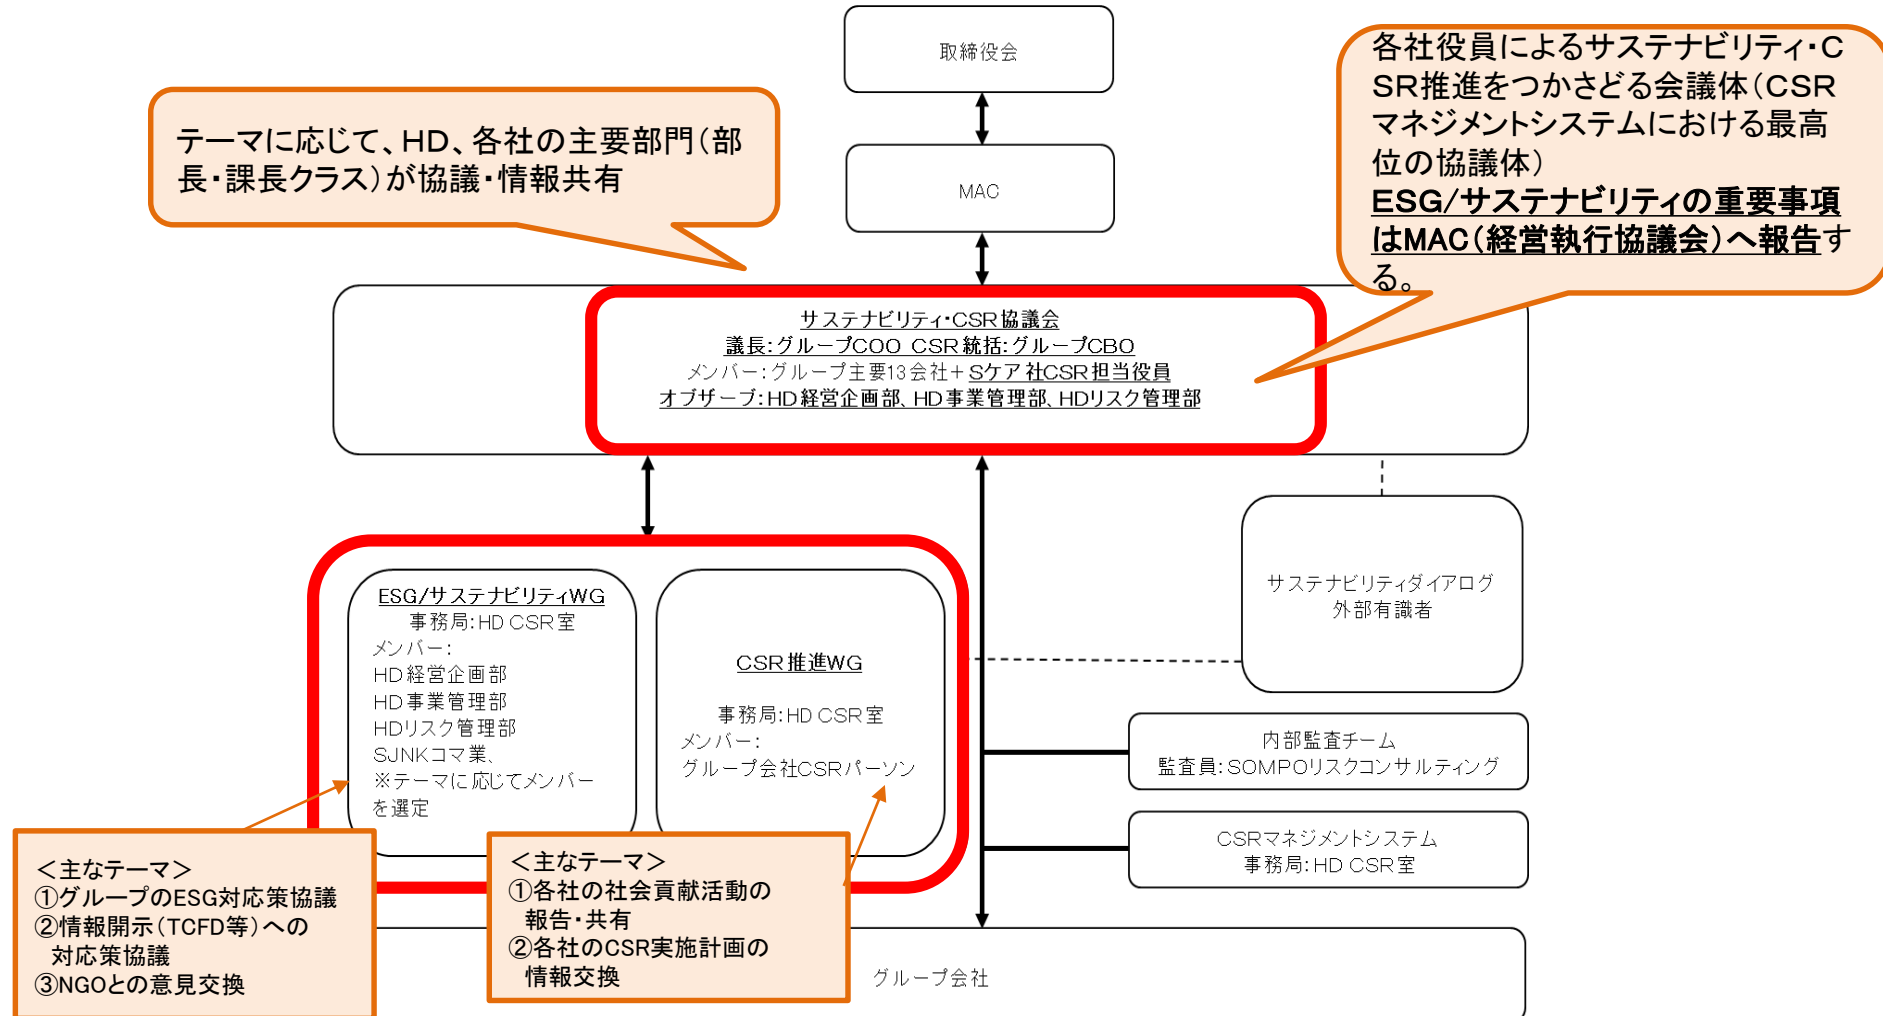 取締役会
各社役員によるサステナビリティ・C
SR推進をつかさどる会議体(CSR
マネジメントシステムにおける最高
位の協議体)
ESG/サステナビリティの重要事項
はMAC(経営執行協議会)へ報告す
る。
テーマに応じて、HD、各社の主要部門(部
長・課長クラス)が協議・情報共有
MAC
サステナビリティ・CSR協議会
議長:グループCOO CSR統括:グループCBO
メンバー:グループ主要13会社+Sケア社CSR担当役員
オブザーブ:HD経営企画部、HD事業管理部、HDリスク管理部
ESG/サステナビリティWG
事務局:HD CSR室
メンバー:
HD経営企画部
HD事業管理部
HDリスク管理部
SJNKコマ業、
※テーマに応じてメンバー
を選定
CSR推進WG
事務局:HD CSR室
メンバー:
グループ会社CSRパーソン
サステナビリティダイアログ
外部有識者
内部監査チーム
監査員:SOMPOリスクコンサルティング
CSRマネジメントシステム
事務局:HD CSR室
<主なテーマ>
①グループのESG対応策協議
②情報開示(TCFD等)への
対応策協議
③NGOとの意見交換
<主なテーマ>
①各社の社会貢献活動の
報告・共有
②各社のCSR実施計画の
情報交換
グループ会社